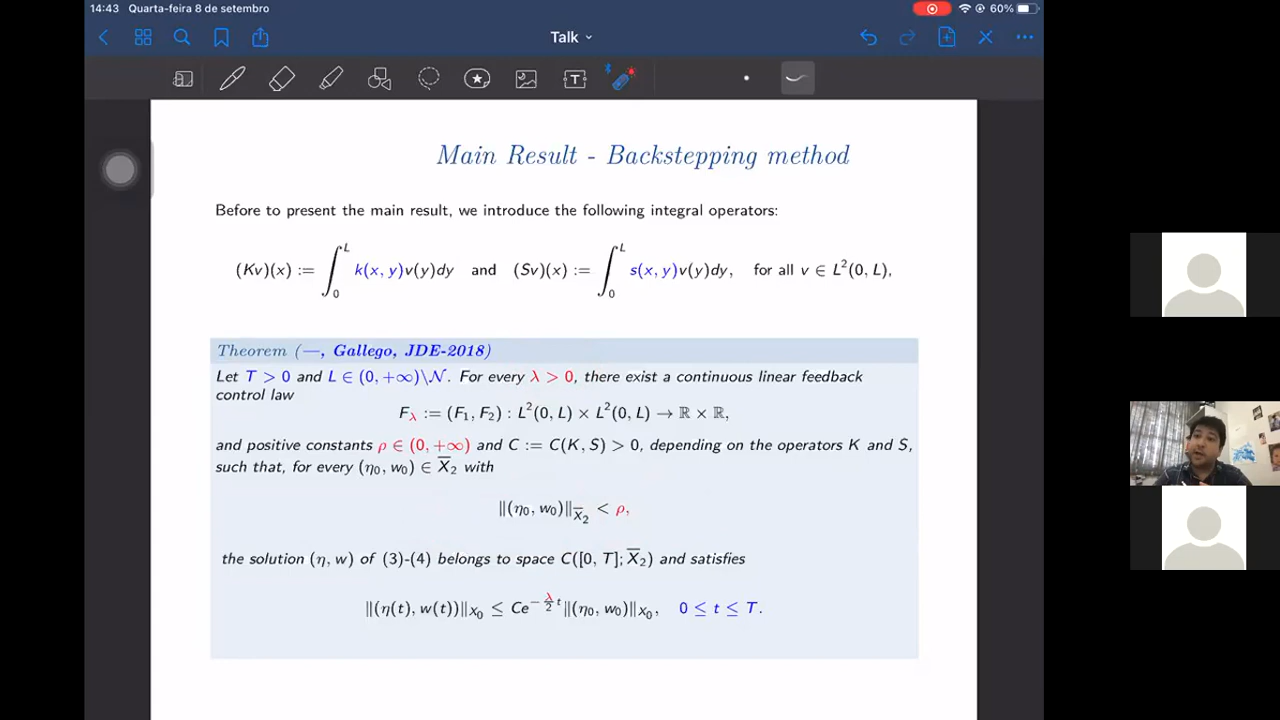 14:43 Quarta-feira 8 de setembro
60%
Talk
T
Main Result - Backstepping method
Before to present the main result, we introduce the following integral operators:
(Kv)(x) := ∫₀ᴸ k(x, y)v(y)dy and (Sv)(x) := ∫₀ᴸ s(x, y)v(y)dy, for all v ∈ L²(0, L),
Theorem (—, Gallego, JDE-2018)
Let T > 0 and L ∈ (0, +∞)\𝒩. For every λ > 0, there exist a continuous linear feedback
control law
F_λ := (F₁, F₂) : L²(0, L) × L²(0, L) → ℝ × ℝ,
and positive constants ρ ∈ (0, +∞) and C := C(K, S) > 0, depending on the operators K and S,
such that, for every (η₀, w₀) ∈ X̅₂ with
‖(η₀, w₀)‖_X̅₂ < ρ,
the solution (η, w) of (3)-(4) belongs to space C([0, T]; X̅₂) and satisfies
‖(η(t), w(t))‖_X₀ ≤ Ce^{-λ/2 t}‖(η₀, w₀)‖_X₀, 0 ≤ t ≤ T.